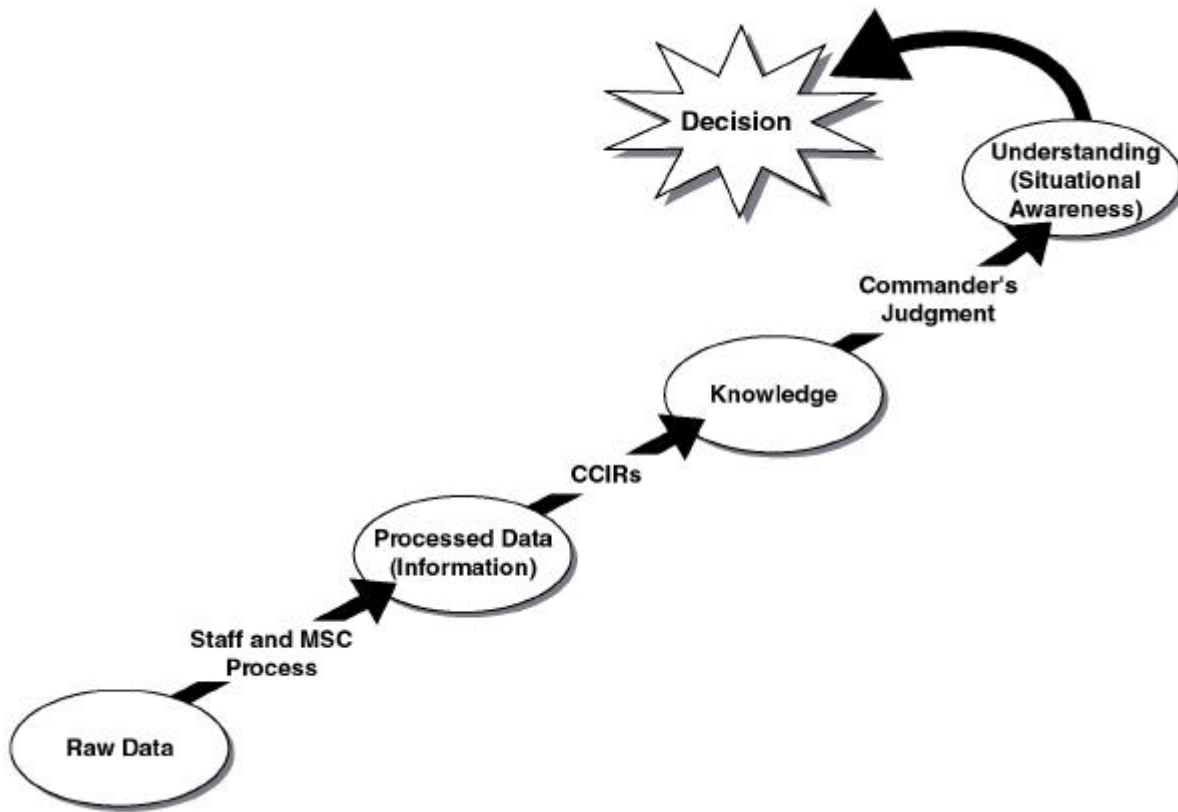 Decision
Understanding
(Situational
Awareness)
Commander's
Judgment
Knowledge
CCIRs
Processed Data
(Information)
Staff and MSC
Process
Raw Data